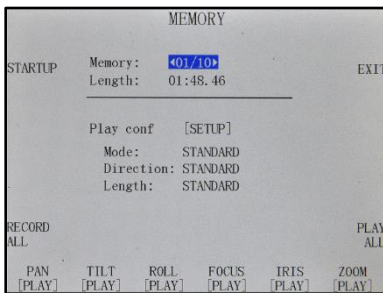 MEMORY
STARTUP
Memory: ◂01/10▸
EXIT
Length: 01:48.46
Play conf [SETUP]
Mode: STANDARD
Direction: STANDARD
Length: STANDARD
RECORD ALL
PLAY ALL
PAN TILT ROLL FOCUS IRIS ZOOM
[PLAY] [PLAY] [PLAY] [PLAY] [PLAY] [PLAY]